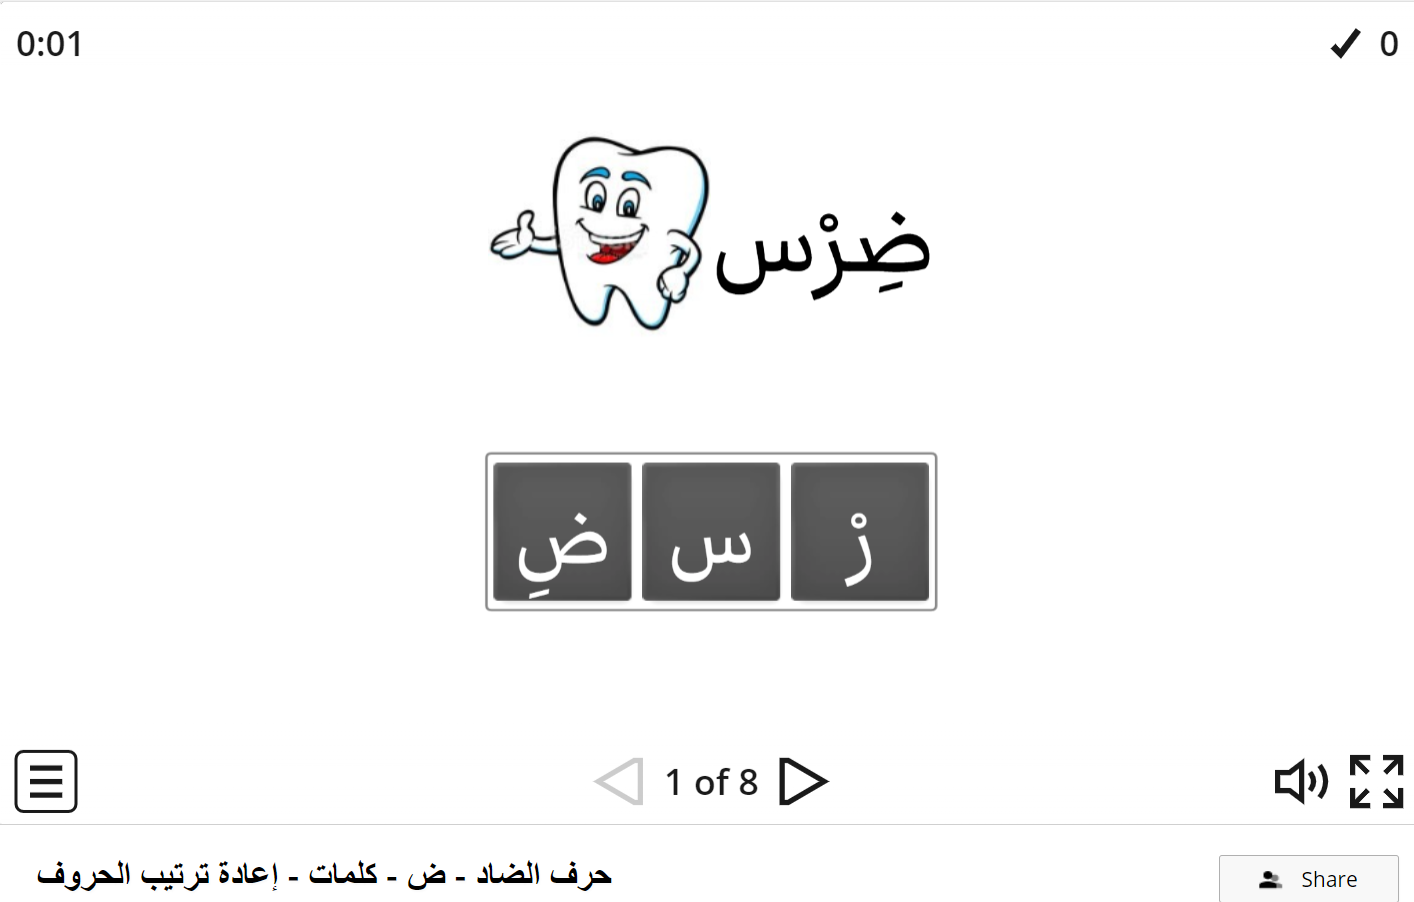 0:01
0
ضِرْس
رْ
س
ضِ
1 of 8
حرف الضاد - ض - كلمات - إعادة ترتيب الحروف
Share